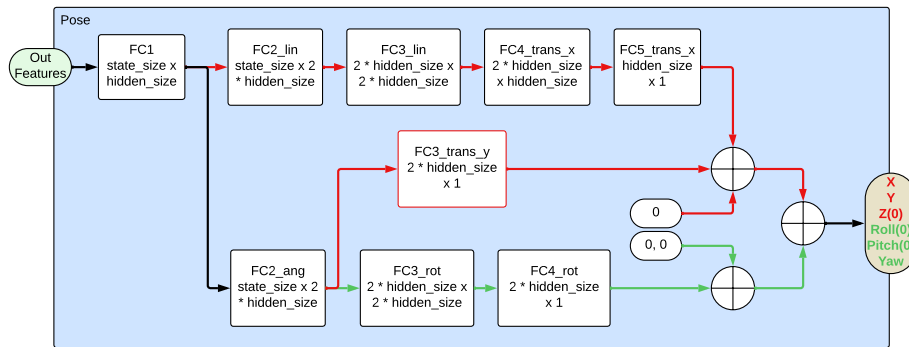 Pose
Out
Features
FC1
state_size x
hidden_size
FC2_lin
state_size x 2
* hidden_size
FC3_lin
2 * hidden_size x
2 * hidden_size
FC4_trans_x
2 * hidden_size
x hidden_size
FC5_trans_x
hidden_size
x 1
FC3_trans_y
2 * hidden_size
x 1
0
0, 0
FC2_ang
state_size x 2
* hidden_size
FC3_rot
2 * hidden_size x
2 * hidden_size
FC4_rot
2 * hidden_size
x 1
X
Y
Z(0)
Roll(0)
Pitch(0
Yaw